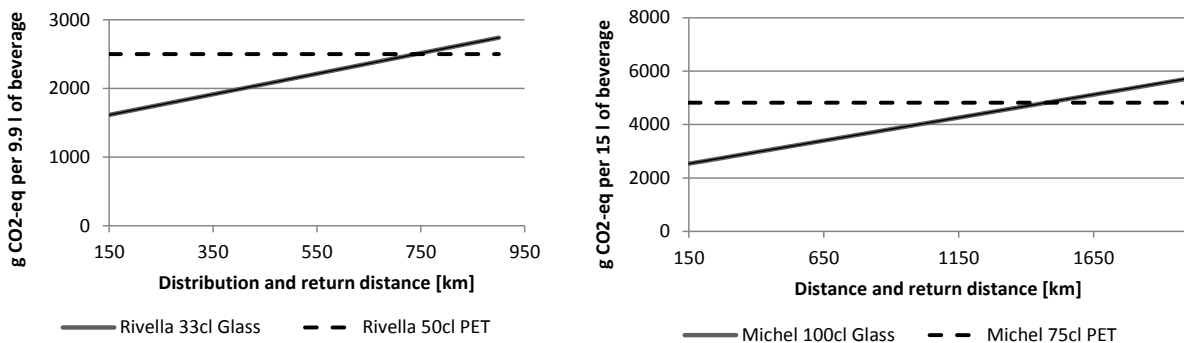 g CO2-eq per 9.9 l of beverage
3000
2000
1000
0
150 350 550 750 950
Distribution and return distance [km]
Rivella 33cl Glass Rivella 50cl PET
g CO2-eq per 15 l of beverage
8000
6000
4000
2000
0
150 650 1150 1650
Distance and return distance [km]
Michel 100cl Glass Michel 75cl PET